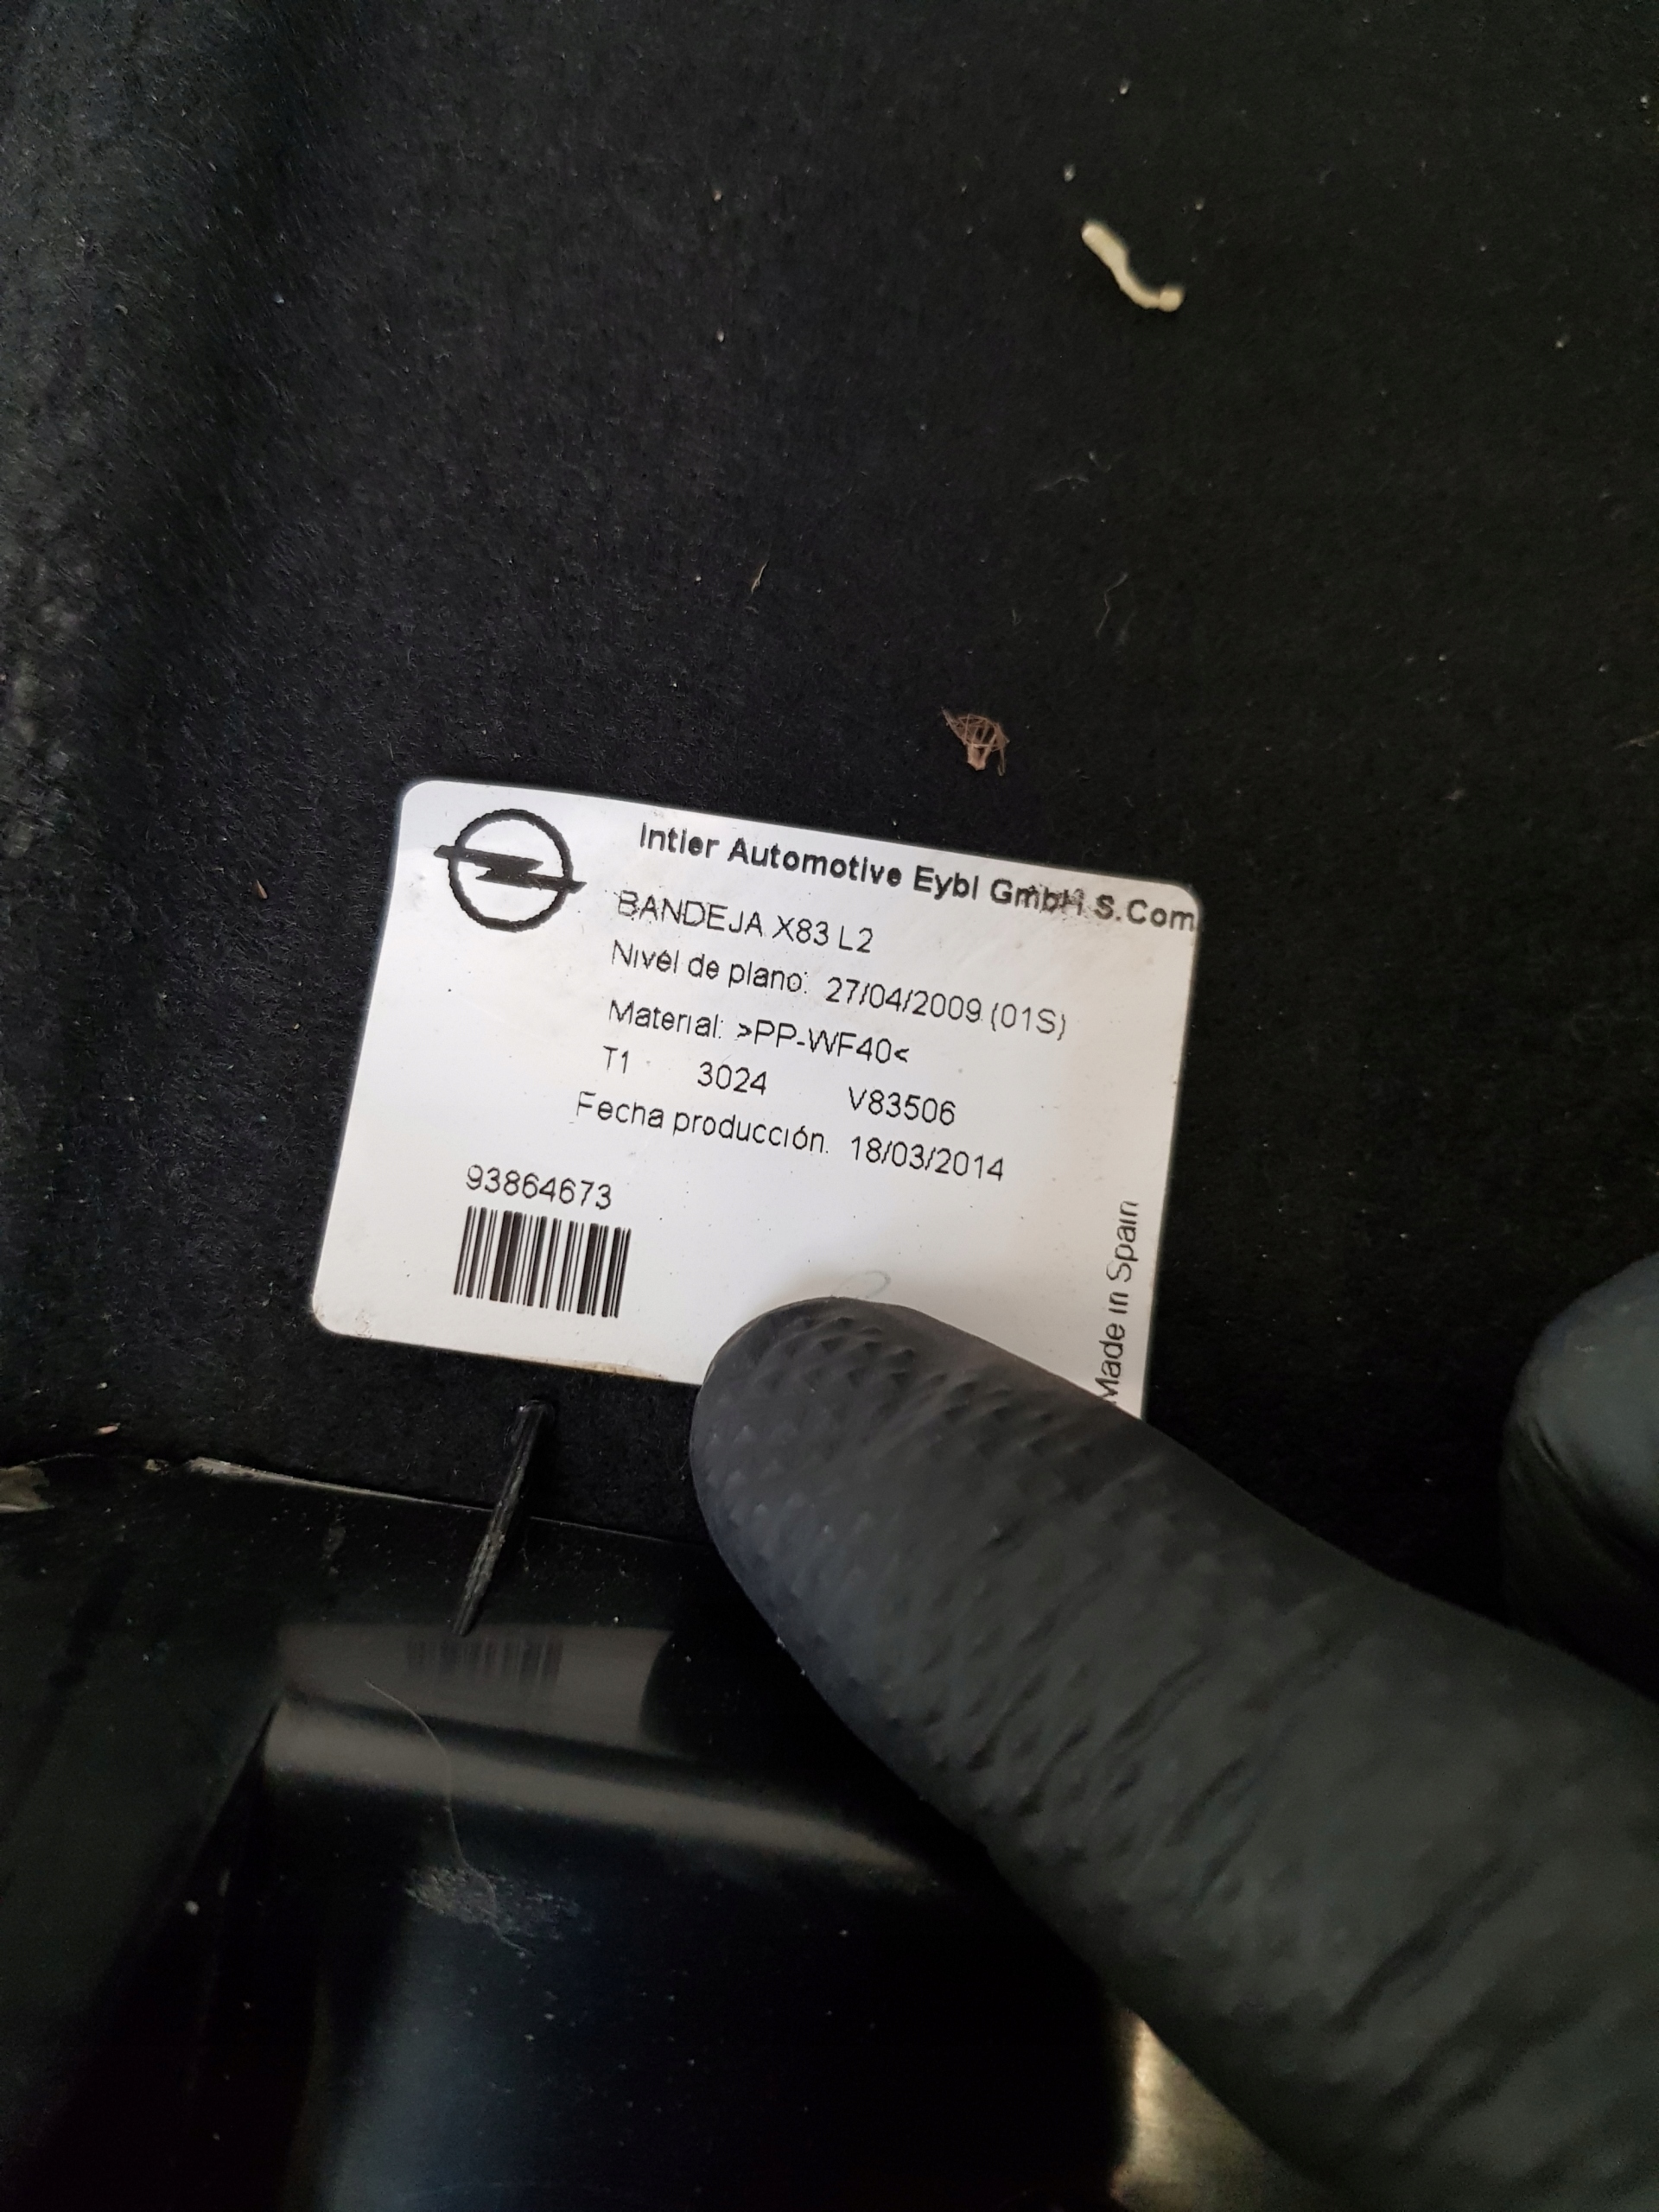 Intier Automotive Eybl GmbH S.Com
BANDEJA X83 L2
Nivel de plano: 27/04/2009 (01S)
Material: >PP-WF40<
T1 3024 V83506
Fecha producción: 18/03/2014
93864673
Made in Spain